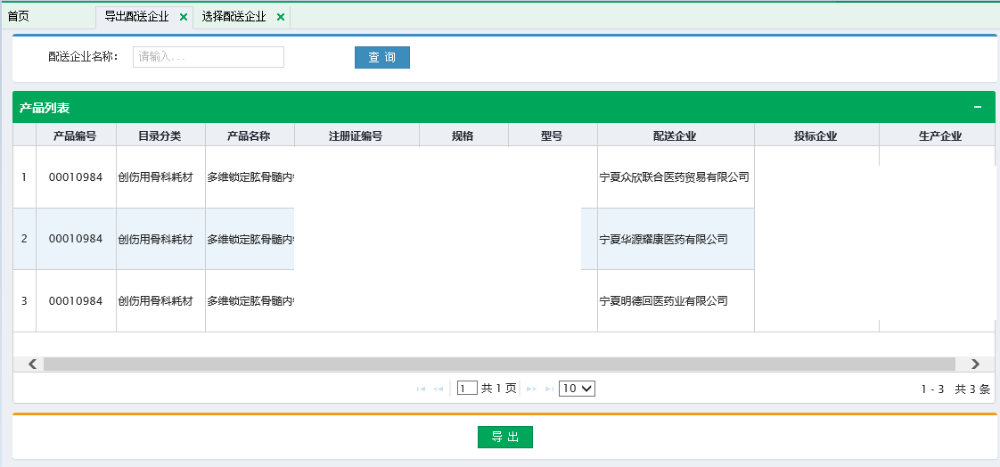 首页 导出配送企业 选择配送企业
配送企业名称： 请输入... 查 询
产品列表
产品编号 目录分类 产品名称 注册证编号 规格 型号 配送企业 投标企业 生产企业
1 00010984 创伤用骨科耗材 多维锁定肱骨髓内 宁夏众欣联合医药贸易有限公司
2 00010984 创伤用骨科耗材 多维锁定肱骨髓内 宁夏华源耀康医药有限公司
3 00010984 创伤用骨科耗材 多维锁定肱骨髓内 宁夏明德回医药业有限公司
1 共 1 页 10 1 - 3 共 3 条
导 出